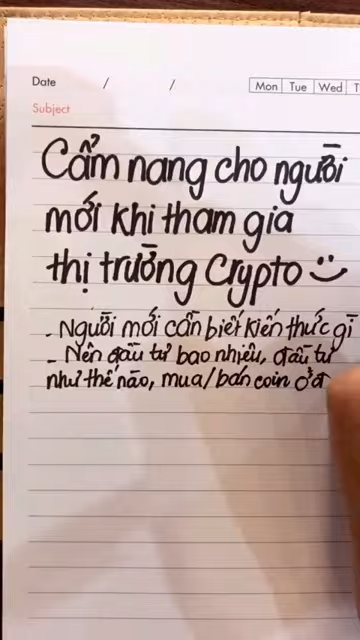 Date / /
Mon Tue Wed T
Subject
Cẩm nang cho người
mới khi tham gia
thị trường Crypto
- Người mới cần biết kiến thức gì
- Nên đầu tư bao nhiêu, đầu tư
như thế nào, mua/bán coin ở đ